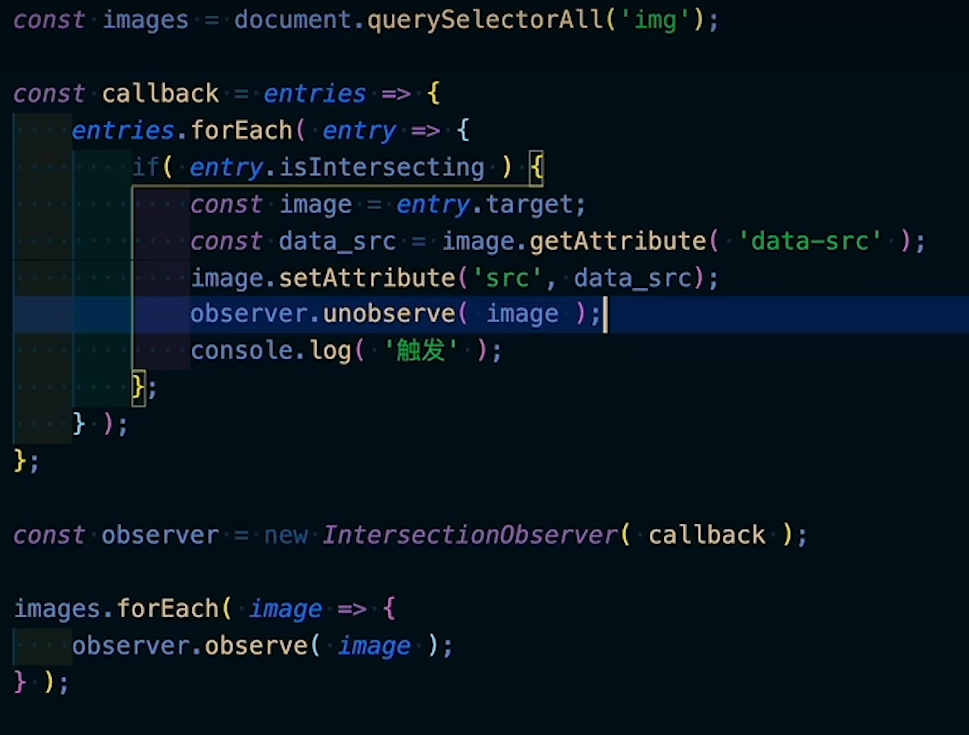 const images = document.querySelectorAll('img');
const callback = entries => {
entries.forEach( entry => {
if( entry.isIntersecting ) {
const image = entry.target;
const data_src = image.getAttribute( 'data-src' );
image.setAttribute('src', data_src);
observer.unobserve( image );
console.log( '触发' );
};
} );
};
const observer = new IntersectionObserver( callback );
images.forEach( image => {
observer.observe( image );
} );